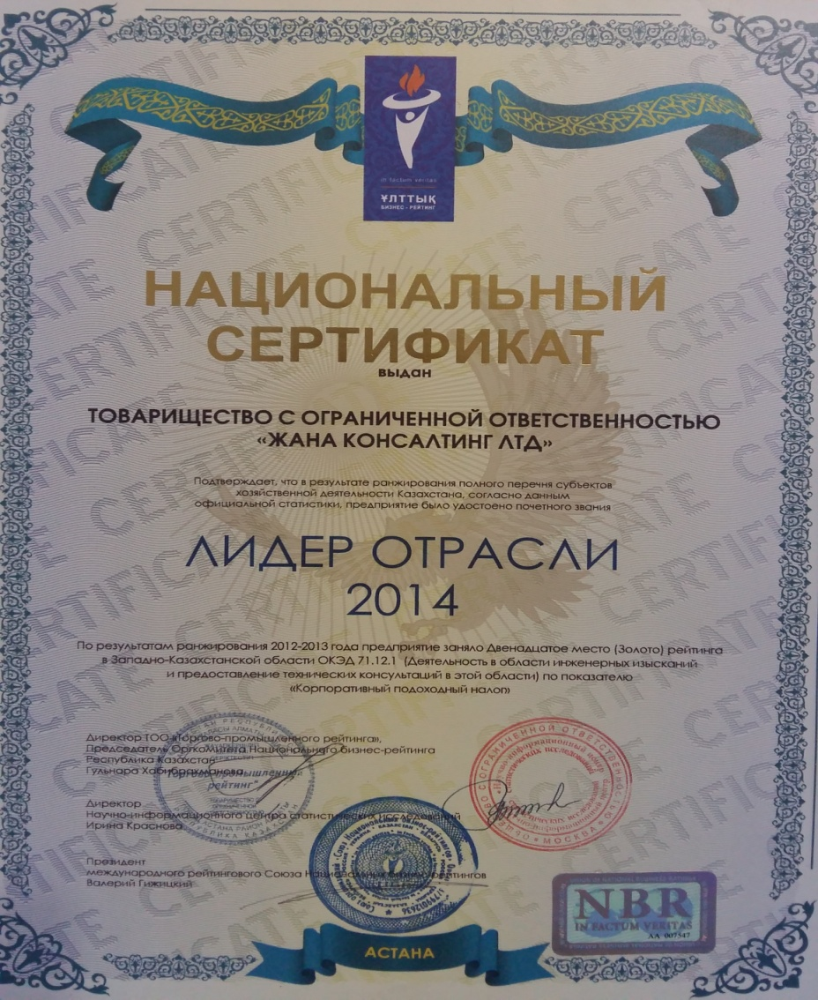 in factum veritas
ҰЛТТЫҚ
БИЗНЕС - РЕЙТИНГ
НАЦИОНАЛЬНЫЙ
СЕРТИФИКАТ
выдан
ТОВАРИЩЕСТВО С ОГРАНИЧЕННОЙ ОТВЕТСТВЕННОСТЬЮ
«ЖАНА КОНСАЛТИНГ ЛТД»
Подтверждает, что в результате ранжирования полного перечня субъектов
хозяйственной деятельности Казахстана, согласно данным
официальной статистики, предприятие было удостоено почетного звания
ЛИДЕР ОТРАСЛИ
2014
По результатам ранжирования 2012-2013 года предприятие заняло Двенадцатое место (Золото) рейтинга
в Западно-Казахстанской области ОКЭД 71.12.1 (Деятельность в области инженерных изысканий
и предоставление технических консультаций в этой области) по показателю
«Корпоративный подоходный налог»
Директор ТОО «Торгово-промышленного рейтинга»,
Председатель Оргкомитета Национального бизнес-рейтинга
Республика Казахстан
Гульнара Хабибрахманова
Директор
Научно-информационного центра статистических исследований
Ирина Краснова
Президент
международного рейтингового Союза Национальных бизнес-рейтингов
Валерий Гижицкий
МОСКВА
NBR
IN FACTUM VERITAS
АА 007547
АСТАНА